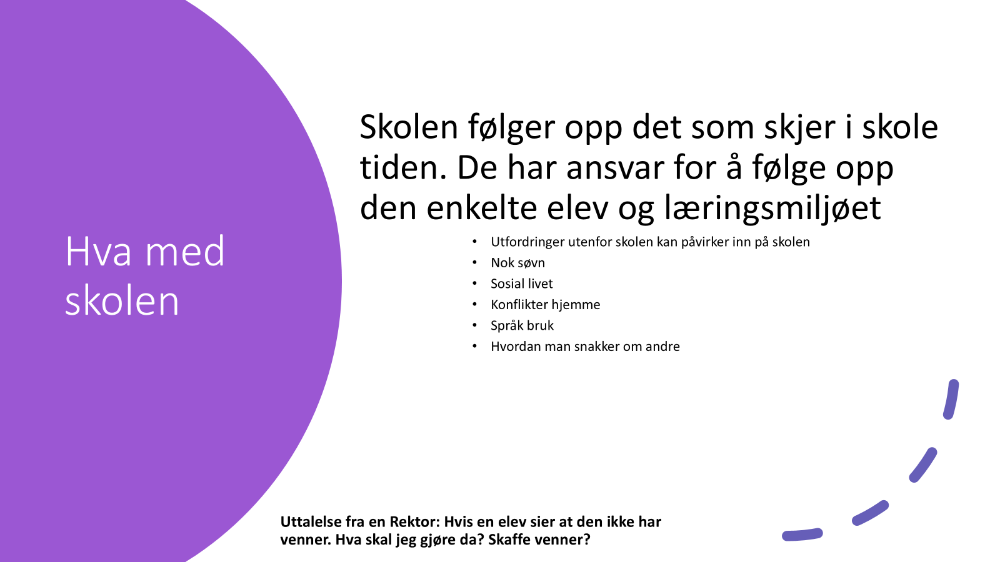 Hva med
skolen
Skolen følger opp det som skjer i skole
tiden. De har ansvar for å følge opp
den enkelte elev og læringsmiljøet
• Utfordringer utenfor skolen kan påvirker inn på skolen
• Nok søvn
• Sosial livet
• Konflikter hjemme
• Språk bruk
• Hvordan man snakker om andre
Uttalelse fra en Rektor: Hvis en elev sier at den ikke har
venner. Hva skal jeg gjøre da? Skaffe venner?